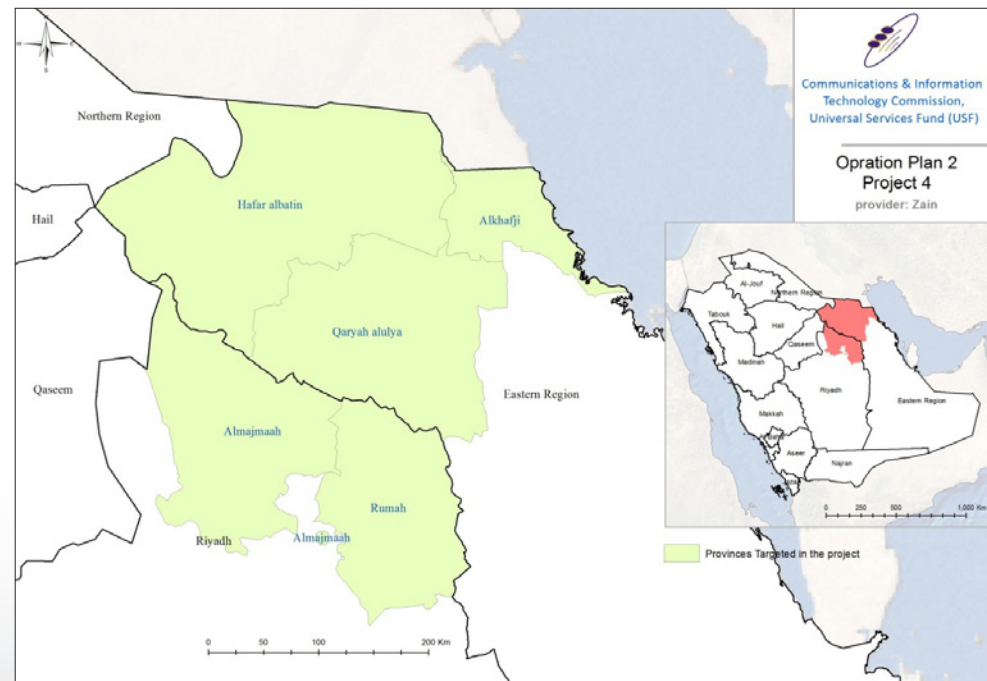 Communications & Information
Technology Commission,
Universal Services Fund (USF)
Opration Plan 2
Project 4
provider: Zain
N
S
Northern Region
Hail
Hafar albatin
Alkhafji
Qaryah alulya
Qaseem
Eastern Region
Almajmaah
Rumah
Riyadh
Almajmaah
0 50 100 200 Km
Al-Jouf
Northern Region
Tabouk
Hail
Qaseem
Madinah
Riyadh
Eastern Region
Makkah
Aseer
Najran
0 250 500 1,000 Km
Provinces Targeted in the project